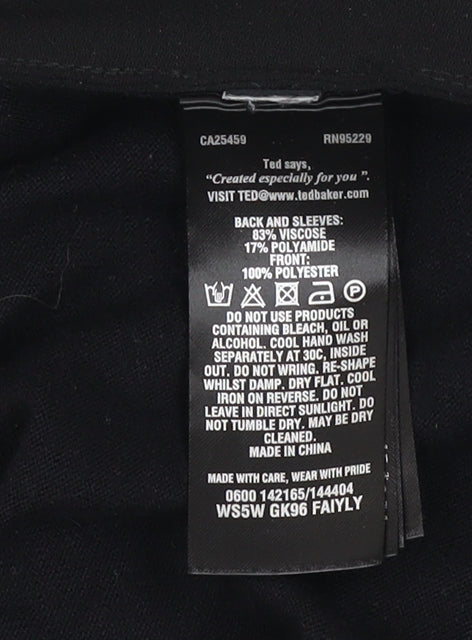 CA25459 RN95229
Ted says,
"Created especially for you".
VISIT TED@www.tedbaker.com
BACK AND SLEEVES:
83% VISCOSE
17% POLYAMIDE
FRONT:
100% POLYESTER
P
DO NOT USE PRODUCTS
CONTAINING BLEACH, OIL OR
ALCOHOL. COOL HAND WASH
SEPARATELY AT 30C, INSIDE
OUT. DO NOT WRING. RE-SHAPE
WHILST DAMP. DRY FLAT. COOL
IRON ON REVERSE. DO NOT
LEAVE IN DIRECT SUNLIGHT. DO
NOT TUMBLE DRY. MAY BE DRY
CLEANED.
MADE IN CHINA
MADE WITH CARE, WEAR WITH PRIDE
0600 142165/144404
WS5W GK96 FAIYLY